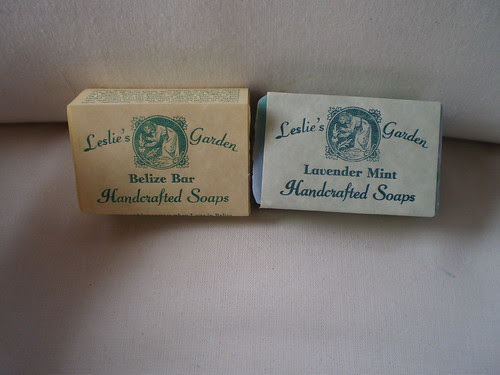 Leslie's Garden
Belize Bar
Handcrafted Soaps
Leslie's Garden
Lavender Mint
Handcrafted Soaps